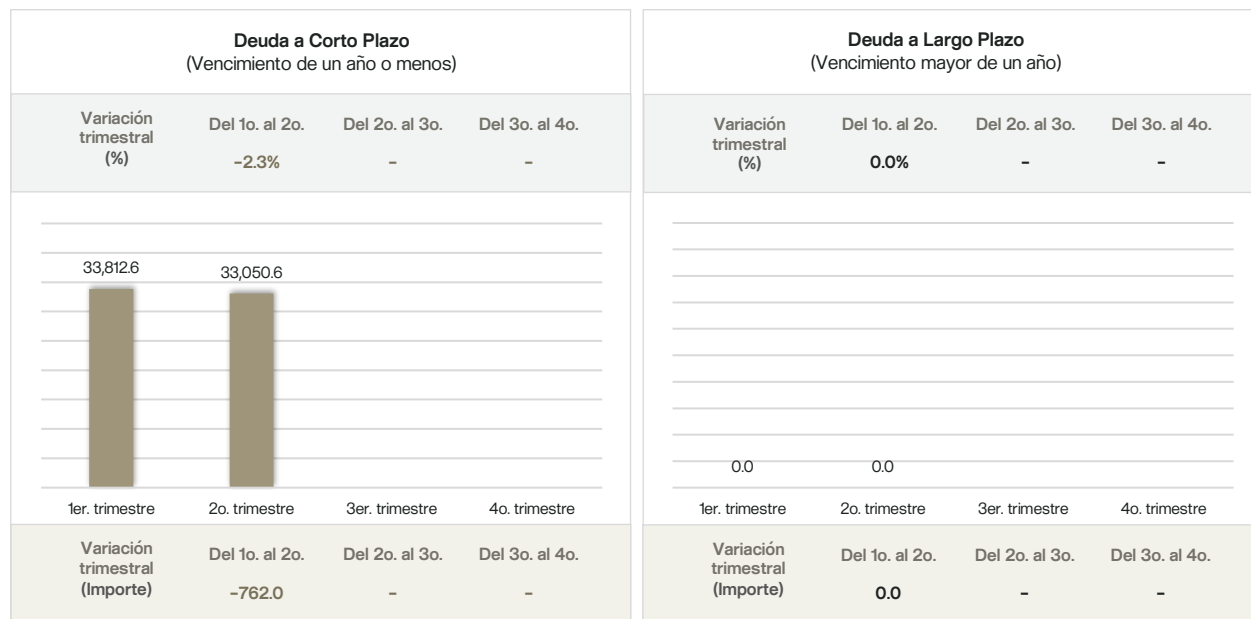 Deuda a Corto Plazo
(Vencimiento de un año o menos)
Variación
trimestral
(%)
Del 1o. al 2o.
Del 2o. al 3o.
Del 3o. al 4o.
-2.3%
-
-
33,812.6
33,050.6
1er. trimestre
2o. trimestre
3er. trimestre
4o. trimestre
Variación
trimestral
(Importe)
Del 1o. al 2o.
Del 2o. al 3o.
Del 3o. al 4o.
-762.0
-
-
Deuda a Largo Plazo
(Vencimiento mayor de un año)
Variación
trimestral
(%)
Del 1o. al 2o.
Del 2o. al 3o.
Del 3o. al 4o.
0.0%
-
-
0.0
0.0
1er. trimestre
2o. trimestre
3er. trimestre
4o. trimestre
Variación
trimestral
(Importe)
Del 1o. al 2o.
Del 2o. al 3o.
Del 3o. al 4o.
0.0
-
-